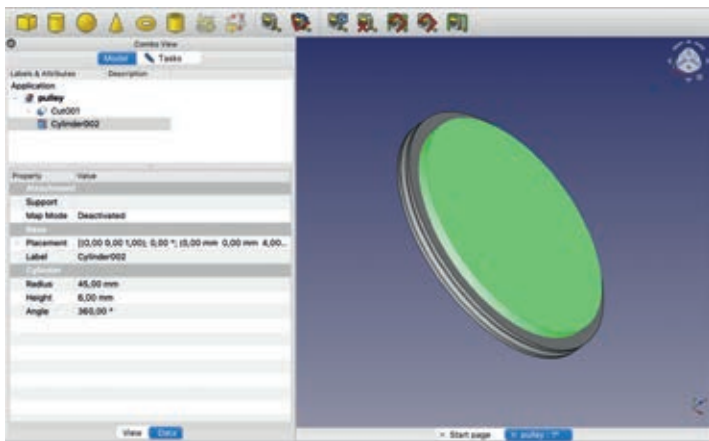 Combo View
Model Tasks
Labels & Attributes Description
Application
pulley
Cut001
Cylinder002
Property Value
Attachment
Support
Map Mode Deactivated
Base
Placement [(0,00 0,00 1,00); 0,00 °; (0,00 mm 0,00 mm 4,00...
Label Cylinder002
Cylinder
Radius 45,00 mm
Height 6,00 mm
Angle 360,00 °
View Data
Start page
pulley : 1*